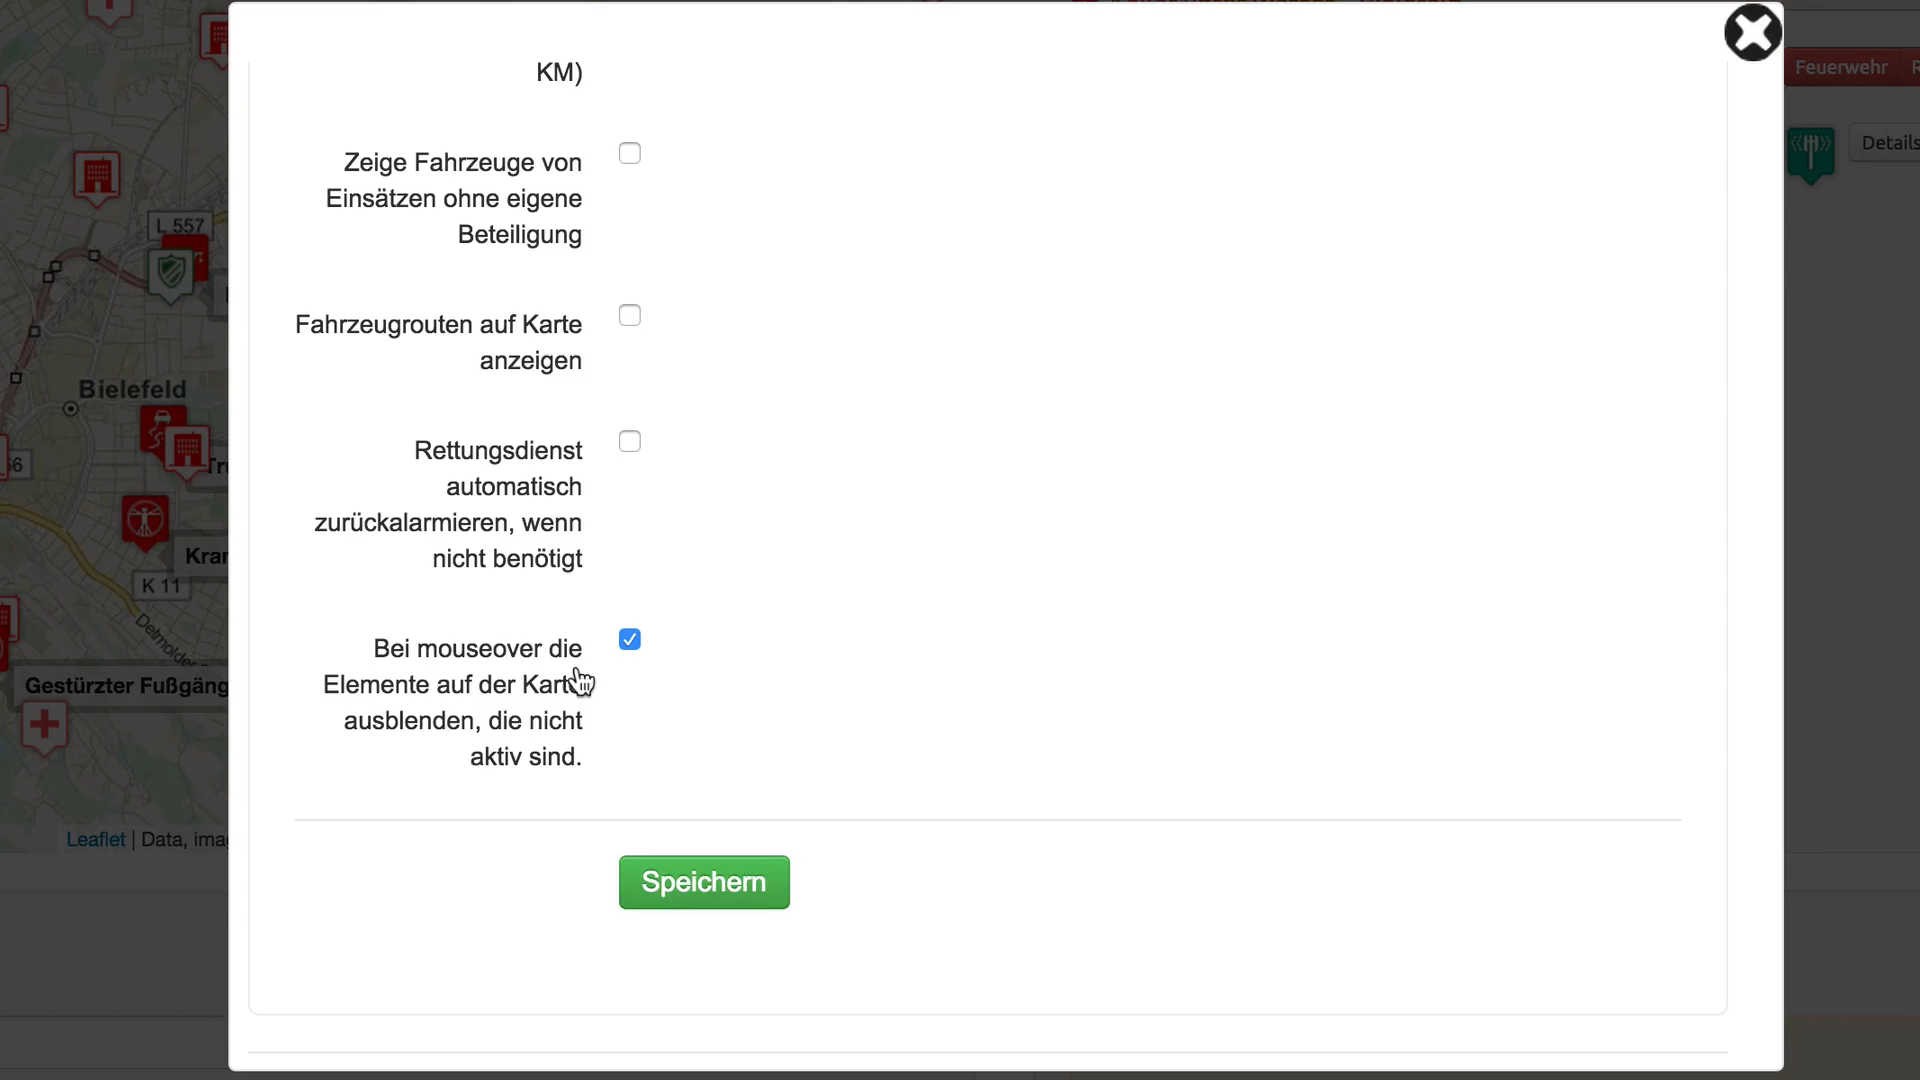 KM)
Feuerwehr
Zeige Fahrzeuge von
Einsätzen ohne eigene
Beteiligung
Details
L 557
Fahrzeugrouten auf Karte
anzeigen
Bielefeld
Rettungsdienst
automatisch
zurückalarmieren, wenn
nicht benötigt
K 11
Bei mouseover die
Elemente auf der Karte
ausblenden, die nicht
aktiv sind.
Detmolder
Gestürzter Fußgäng
Leaflet | Data, imag
Speichern